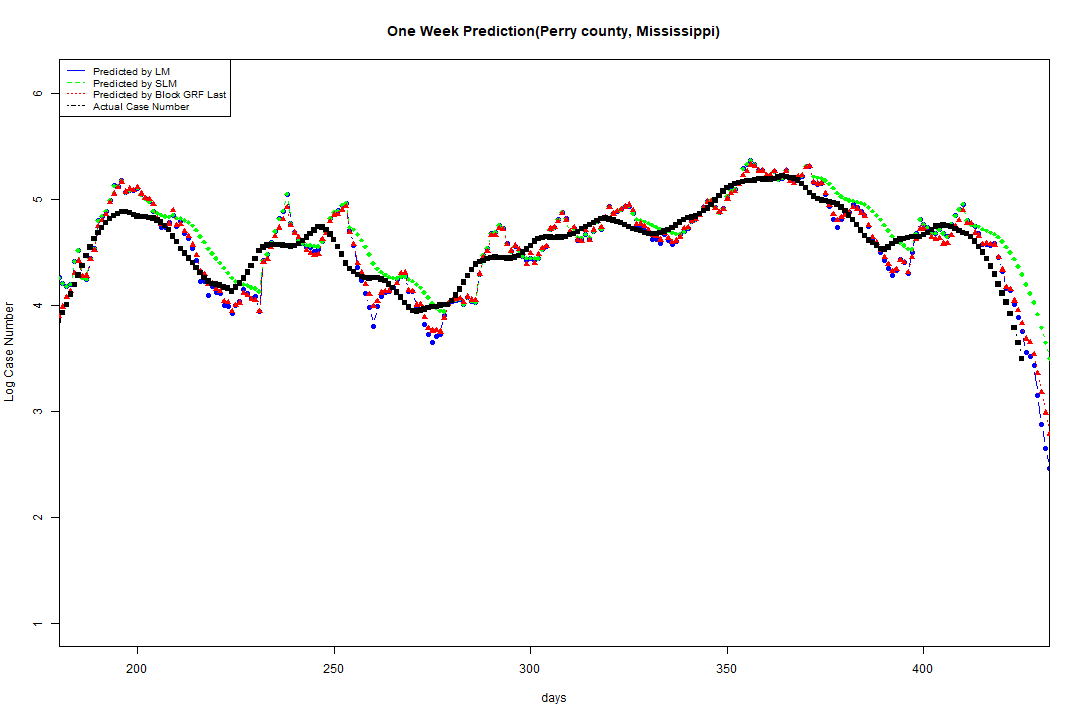 One Week Prediction(Perry county, Mississippi)
Predicted by LM
Predicted by SLM
Predicted by Block GRF Last
Actual Case Number
6
5
4
3
2
1
Log Case Number
200 250 300 350 400
days